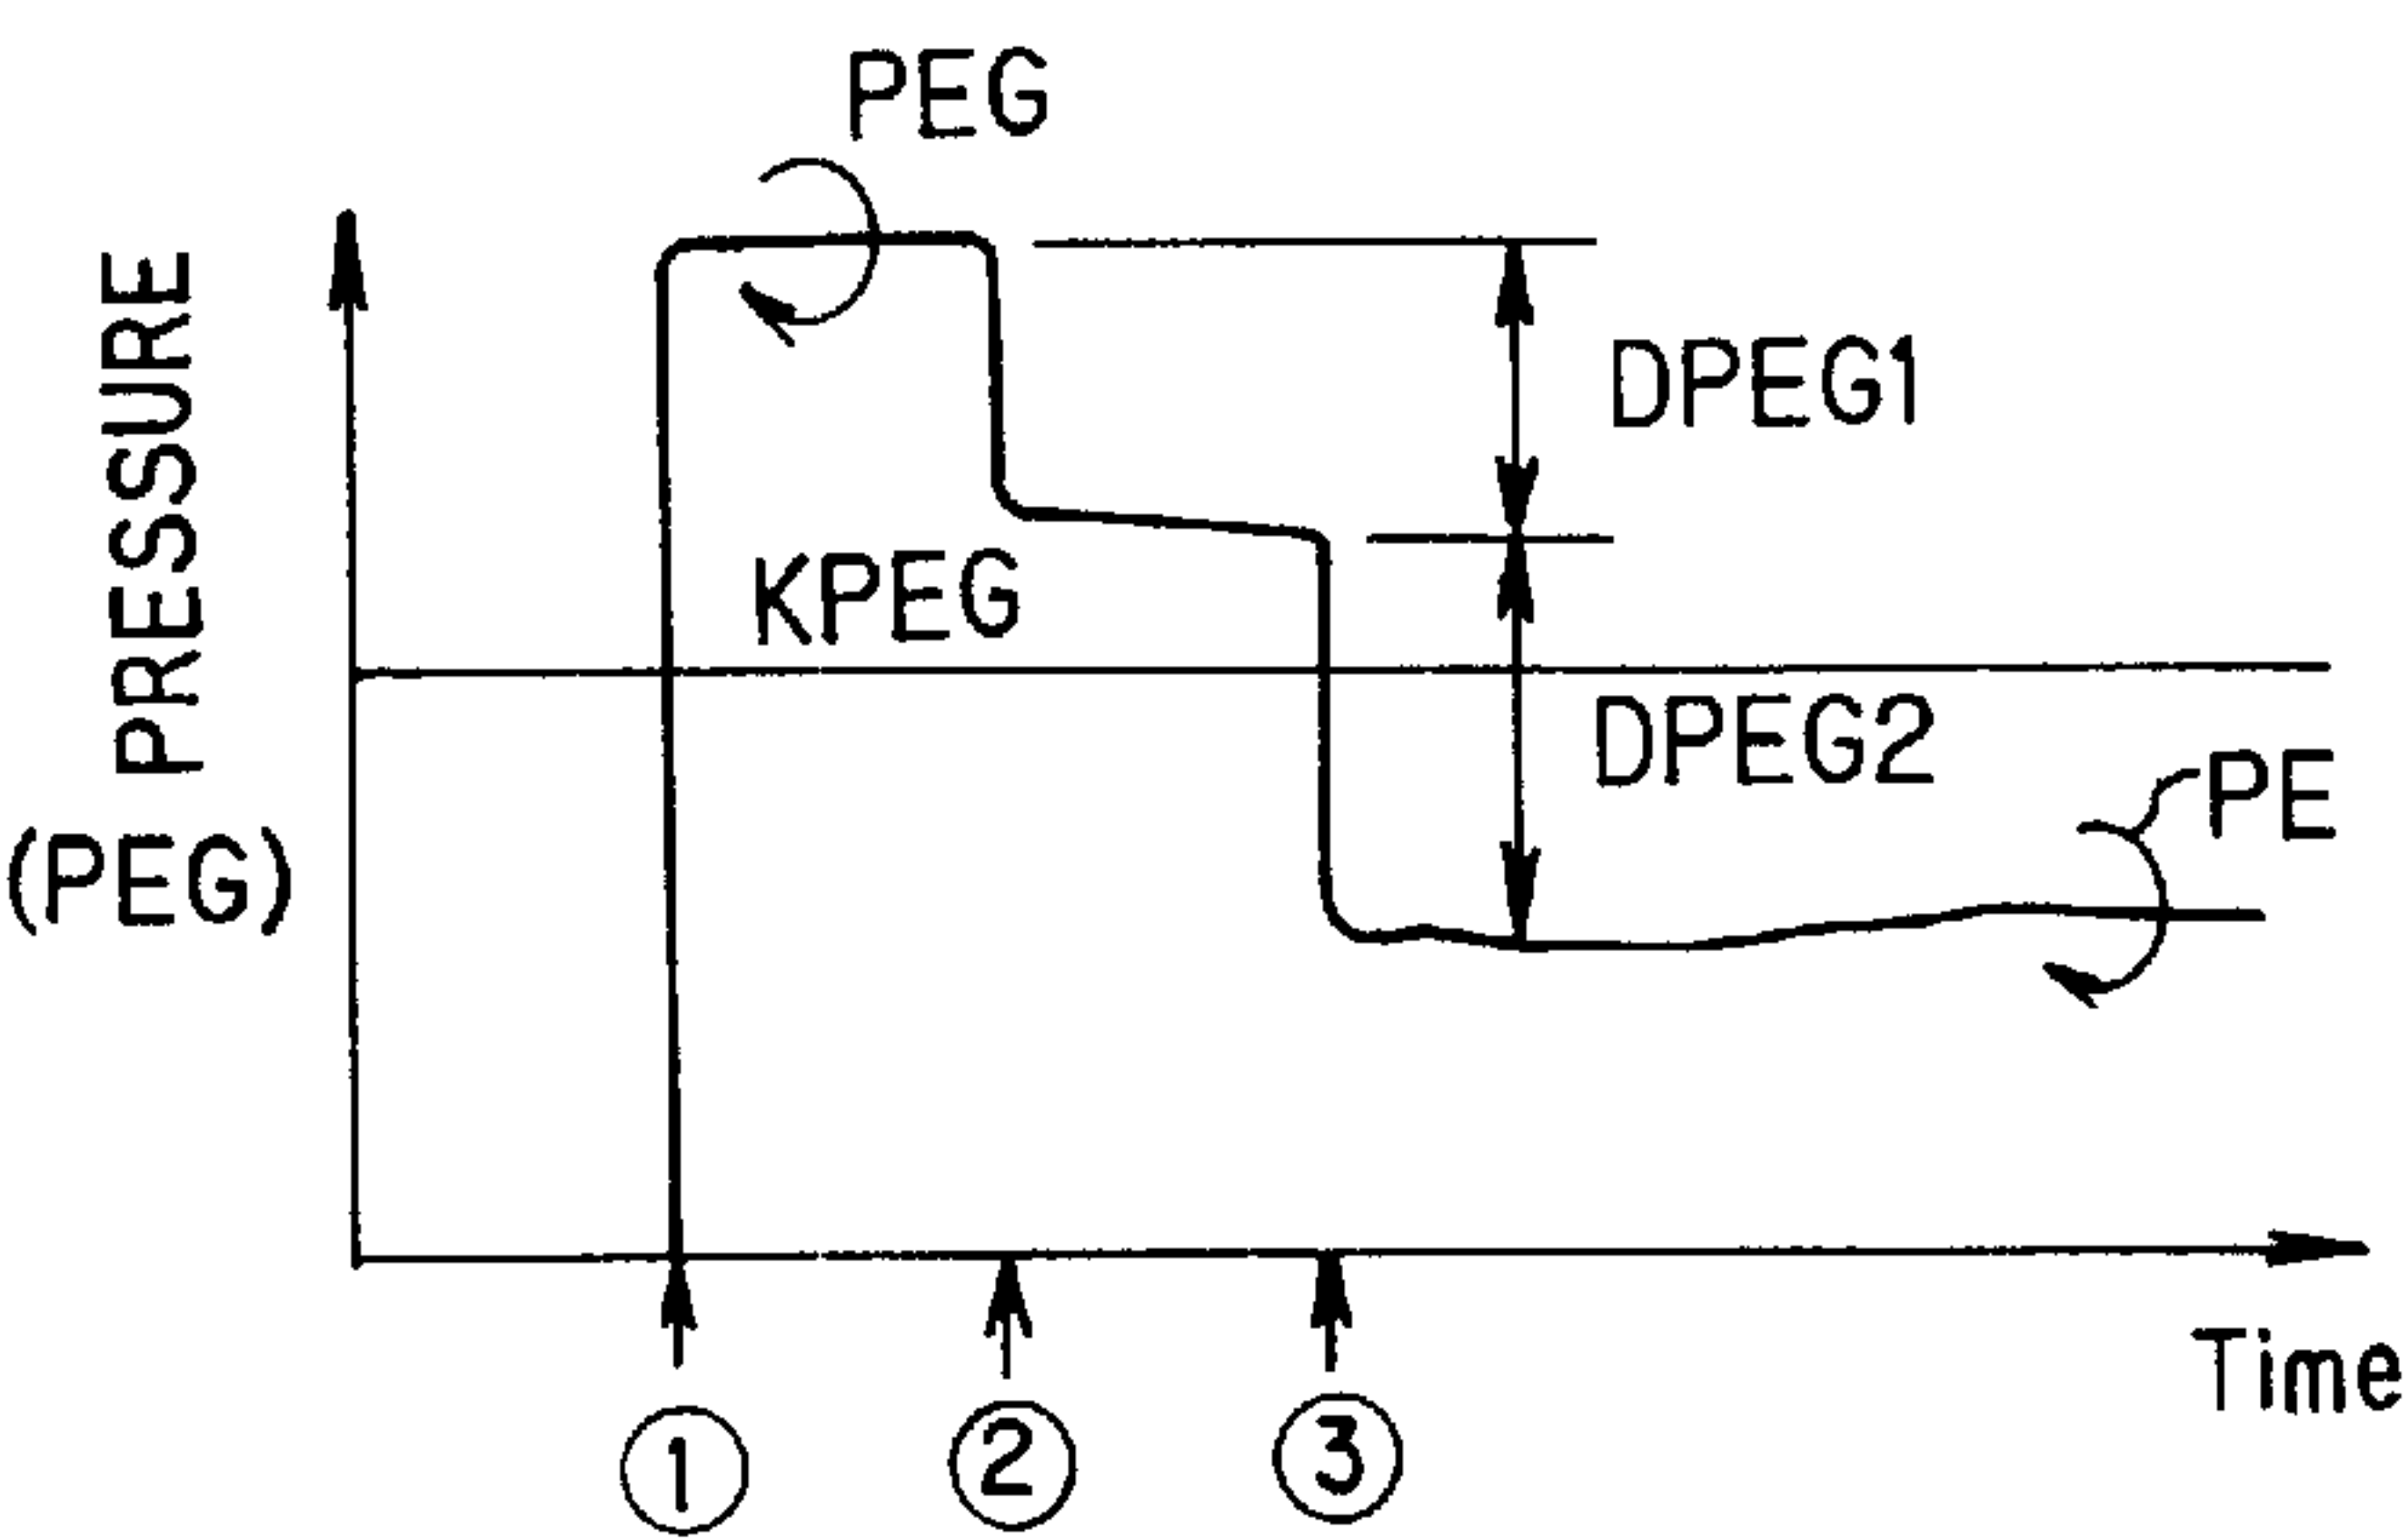 PEG
PRESSURE
(PEG)
DPEG1
KPEG
DPEG2
PE
Time
1
2
3